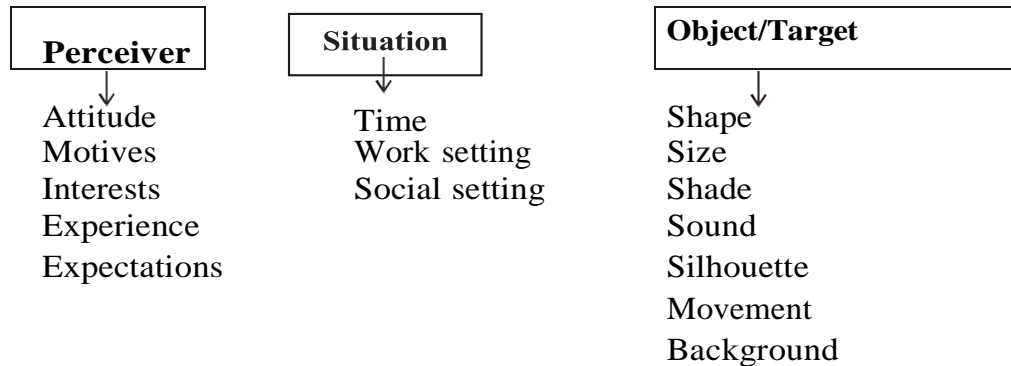 Perceiver
Attitude
Motives
Interests
Experience
Expectations
Situation
Time
Work setting
Social setting
Object/Target
Shape
Size
Shade
Sound
Silhouette
Movement
Background